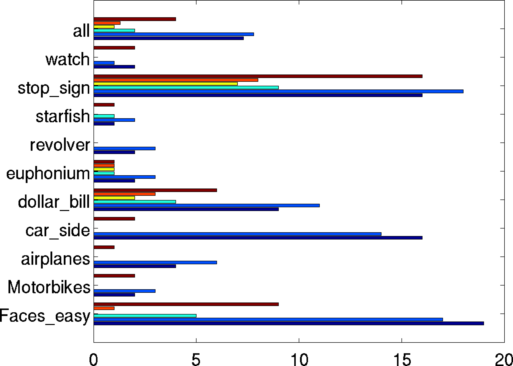 all
watch
stop_sign
starfish
revolver
euphonium
dollar_bill
car_side
airplanes
Motorbikes
Faces_easy
0 5 10 15 20